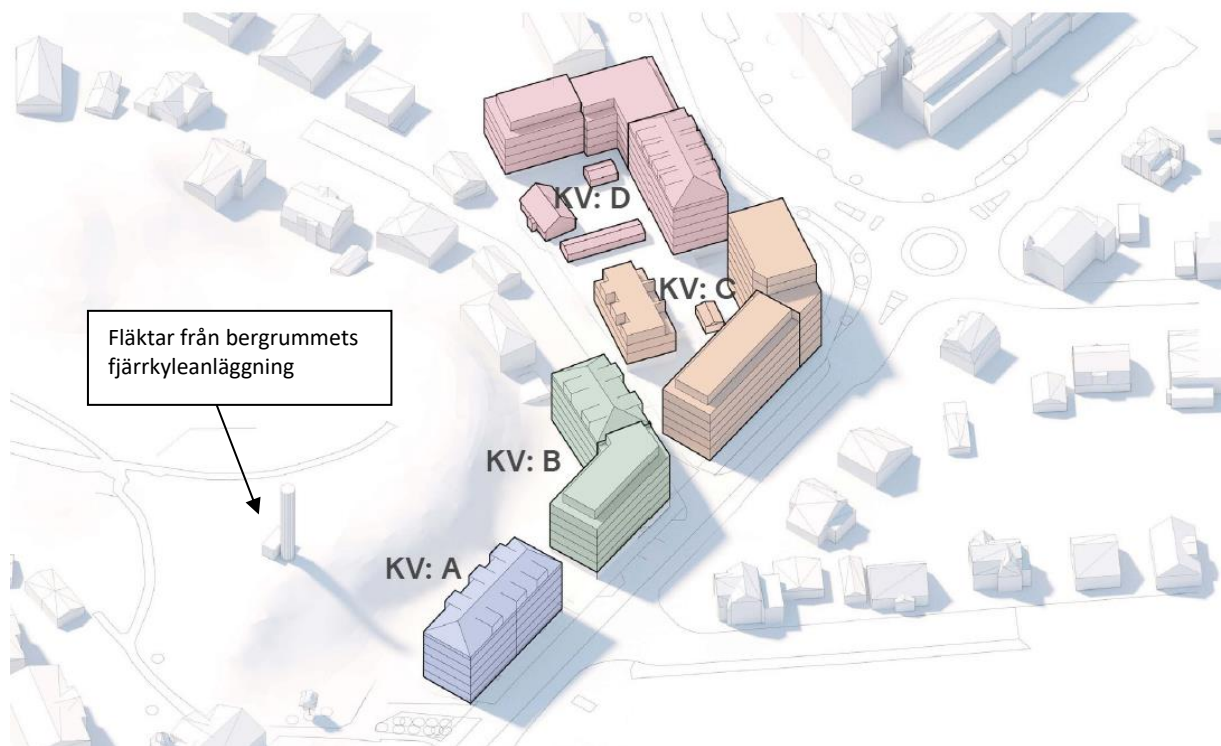 KV: D
KV: C
Fläktar från bergrummets
fjärrkyleanläggning
KV: B
KV: A